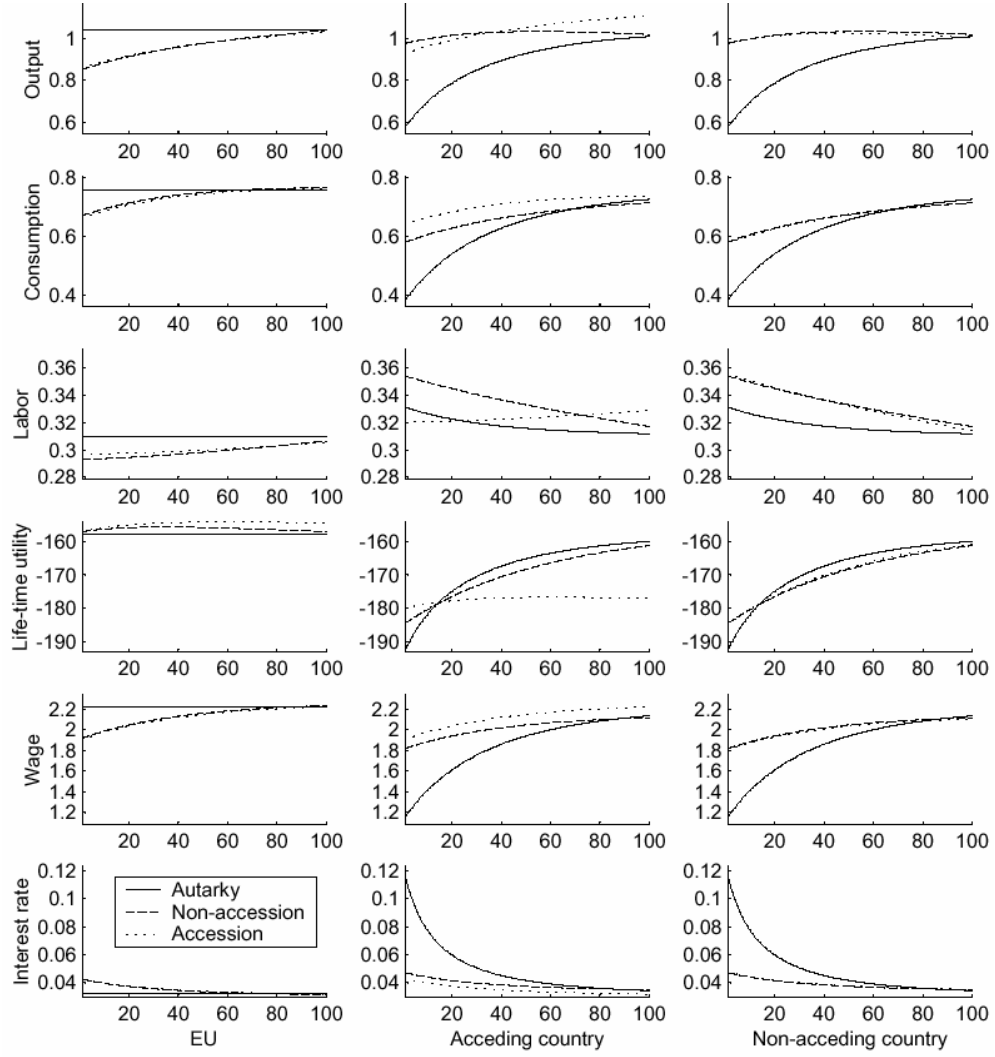 Output
1
0.8
0.6
20 40 60 80 100
1
0.8
0.6
20 40 60 80 100
1
0.8
0.6
20 40 60 80 100
Consumption
0.8
0.6
0.4
20 40 60 80 100
0.8
0.6
0.4
20 40 60 80 100
0.8
0.6
0.4
20 40 60 80 100
Labor
0.36
0.34
0.32
0.3
0.28
20 40 60 80 100
0.36
0.34
0.32
0.3
0.28
20 40 60 80 100
0.36
0.34
0.32
0.3
0.28
20 40 60 80 100
Life-time utility
-160
-170
-180
-190
20 40 60 80 100
-160
-170
-180
-190
20 40 60 80 100
-160
-170
-180
-190
20 40 60 80 100
Wage
2.2
2
1.8
1.6
1.4
1.2
20 40 60 80 100
2.2
2
1.8
1.6
1.4
1.2
20 40 60 80 100
2.2
2
1.8
1.6
1.4
1.2
20 40 60 80 100
Interest rate
0.12
0.1
0.08
0.06
0.04
Autarky
Non-accession
Accession
20 40 60 80 100
EU
0.12
0.1
0.08
0.06
0.04
20 40 60 80 100
Acceding country
0.12
0.1
0.08
0.06
0.04
20 40 60 80 100
Non-acceding country